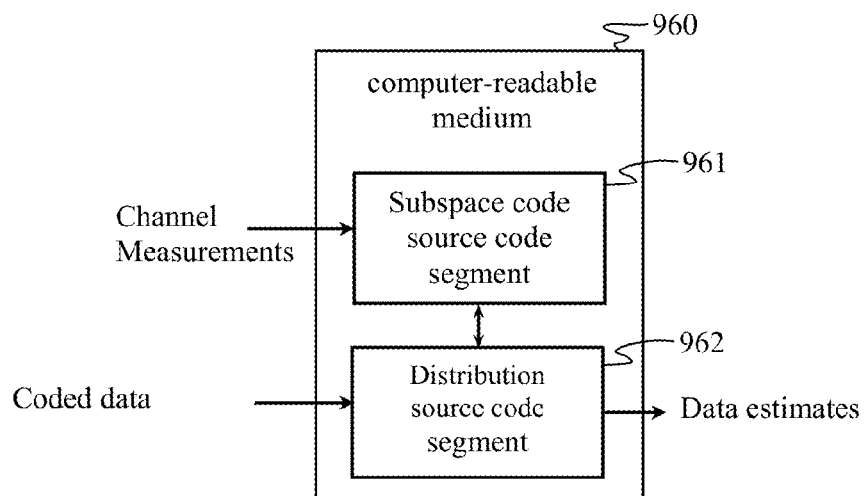 960
computer-readable
medium
961
Subspace code
source code
segment
Channel
Measurements
962
Distribution
source code
segment
Coded data
Data estimates